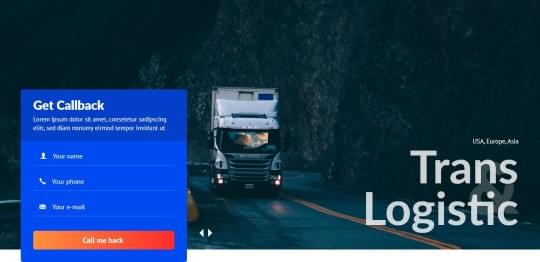 Get Callback
Lorem ipsum dolor sit amet, consetetur sadipscing
elitr, sed diam nonumy eirmod tempor invidunt ut
Your name
Your phone
Your e-mail
Call me back
USA, Europe, Asia
&
Trans
Logistic